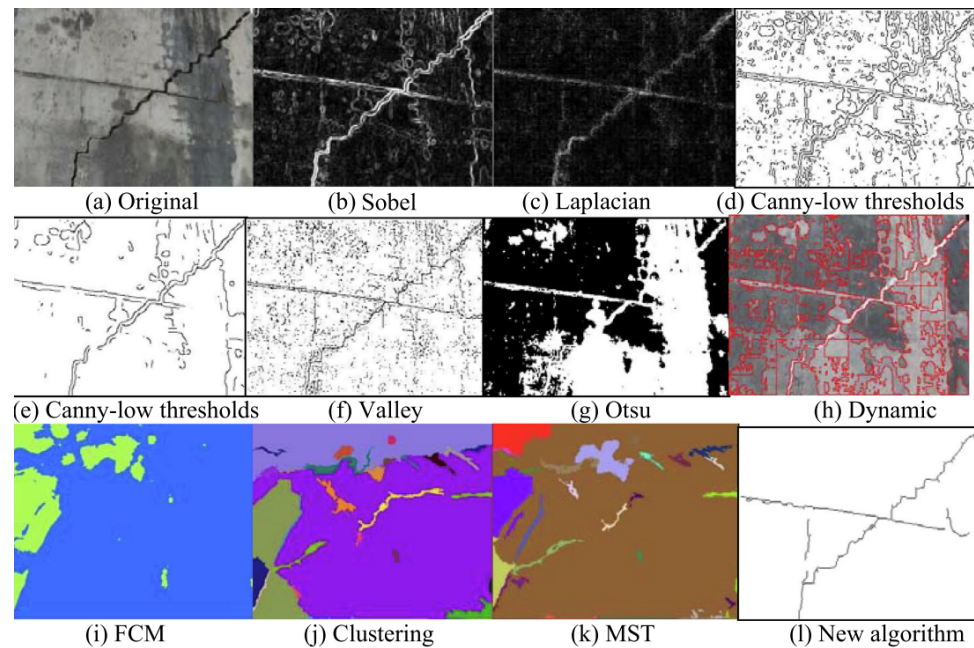 (a) Original (b) Sobel (c) Laplacian (d) Canny-low thresholds
(e) Canny-low thresholds (f) Valley (g) Otsu (h) Dynamic
(i) FCM (j) Clustering (k) MST (l) New algorithm